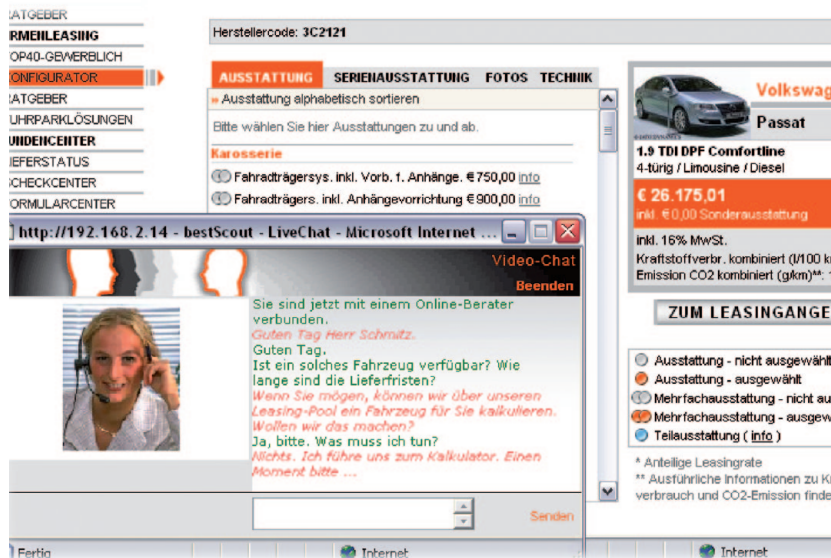 ATGEBER
RMENLEASING
OP40-GEWERBLICH
ONFIGURATOR
ATGEBER
UHRPARKLÖSUNGEN
UNDENCENTER
IEFERSTATUS
CHECKCENTER
ORMULARCENTER
Herstellercode: 3C2121
AUSSTATTUNG SERIENAUSSTATTUNG FOTOS TECHNIK
» Ausstattung alphabetisch sortieren
Bitte wählen Sie hier Ausstattungen zu und ab.
Karosserie
Fahradträgersys. inkl. Vorb. f. Anhänge. € 750,00 info
Fahradträgers. inkl. Anhängevorrichtung € 900,00 info
Volkswag
Passat
1.9 TDI DPF Comfortline
4-türig / Limousine / Diesel
€ 26.175,01
inkl. € 0,00 Sonderausstattung
inkl. 16% MwSt.
Kraftstoffverbr. kombiniert (l/100 k
Emission CO2 kombiniert (g/km)**:
ZUM LEASINGANGE
Ausstattung - nicht ausgewählt
Ausstattung - ausgewählt
Mehrfachausstattung - nicht au
Mehrfachausstattung - ausgew
Teilausstattung ( info )
* Anteilige Leasingrate
** Ausführliche Informationen zu K
verbrauch und CO2-Emission finde
http://192.168.2.14 - bestScout - LiveChat - Microsoft Internet ...
Video-Chat
Beenden
Sie sind jetzt mit einem Online-Berater
verbunden.
Guten Tag Herr Schmitz.
Guten Tag.
Ist ein solches Fahrzeug verfügbar? Wie
lange sind die Lieferfristen?
Wenn Sie mögen, können wir über unseren
Leasing-Pool ein Fahrzeug für Sie kalkulieren.
Wollen wir das machen?
Ja, bitte. Was muss ich tun?
Nichts. Ich führe uns zum Kalkulator. Einen
Moment bitte ...
Senden
Fertig
Internet
Internet